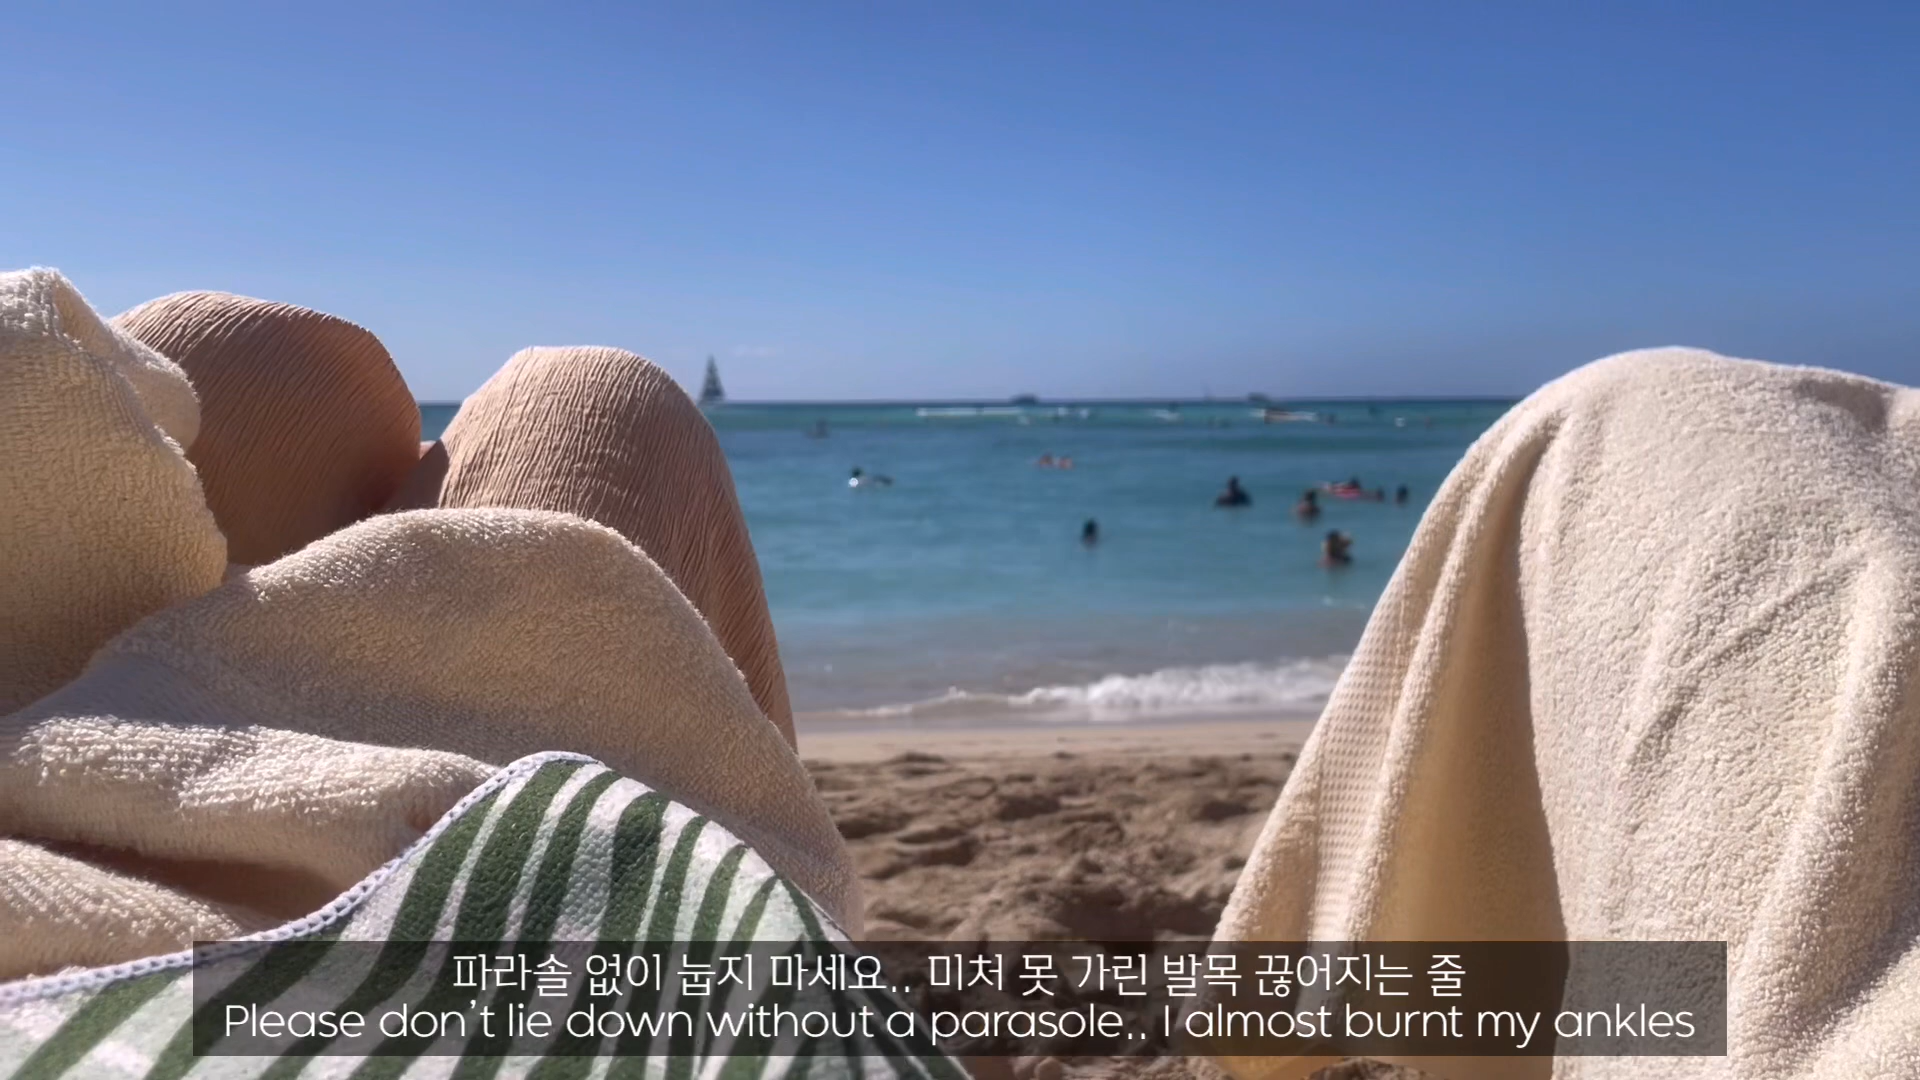 파라솔 없이 눕지 마세요.. 미처 못 가린 발목 끊어지는 줄
Please don't lie down without a parasole.. I almost burnt my ankles